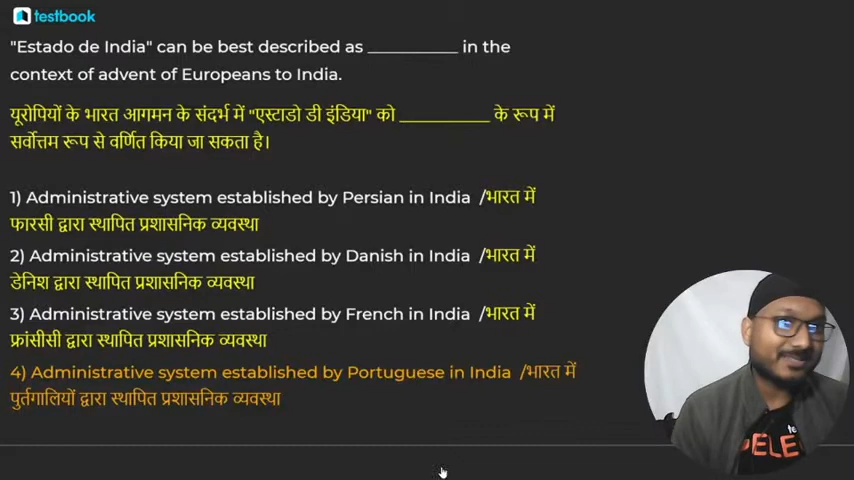 testbook
"Estado de India" can be best described as __________ in the
context of advent of Europeans to India.
यूरोपियों के भारत आगमन के संदर्भ में "एस्टाडो डी इंडिया" को __________ के रूप में
सर्वोत्तम रूप से वर्णित किया जा सकता है।
1) Administrative system established by Persian in India /भारत में
फारसी द्वारा स्थापित प्रशासनिक व्यवस्था
2) Administrative system established by Danish in India /भारत में
डेनिश द्वारा स्थापित प्रशासनिक व्यवस्था
3) Administrative system established by French in India /भारत में
फ्रांसीसी द्वारा स्थापित प्रशासनिक व्यवस्था
4) Administrative system established by Portuguese in India /भारत में
पुर्तगालियों द्वारा स्थापित प्रशासनिक व्यवस्था